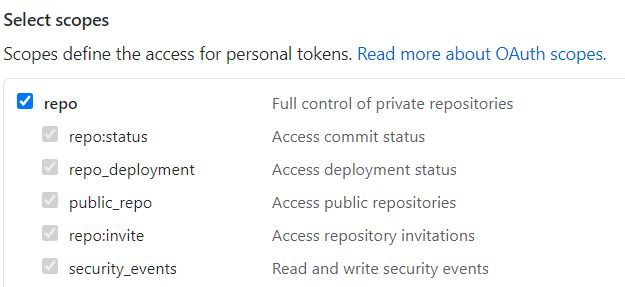 Select scopes
Scopes define the access for personal tokens. Read more about OAuth scopes.
repo Full control of private repositories
repo:status Access commit status
repo_deployment Access deployment status
public_repo Access public repositories
repo:invite Access repository invitations
security_events Read and write security events